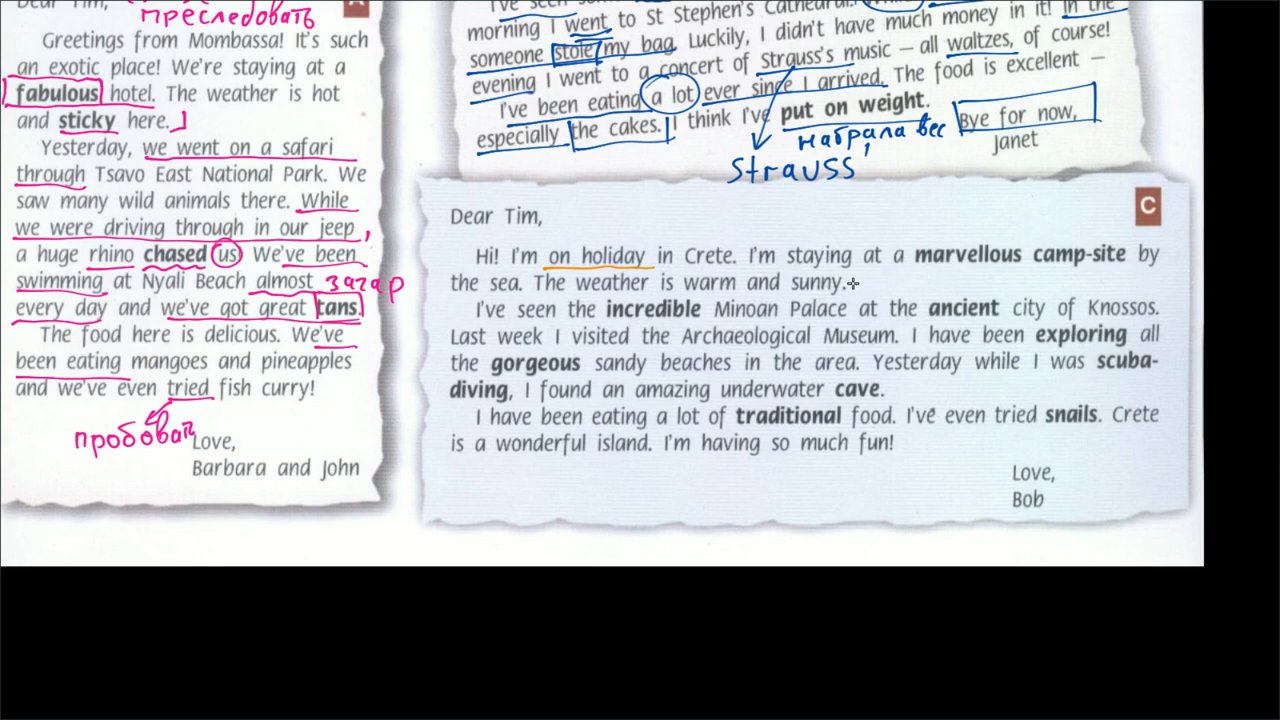 Dear Tim,
A
преследовать
Greetings from Mombassa! It's such
an exotic place! We're staying at a
fabulous hotel. The weather is hot
and sticky here.
Yesterday, we went on a safari
through Tsavo East National Park. We
saw many wild animals there. While
we were driving through in our jeep,
a huge rhino chased us! We've been
swimming at Nyali Beach almost
загар
every day and we've got great tans.
The food here is delicious. We've
been eating mangoes and pineapples
and we've even tried fish curry!
пробовать
Love,
Barbara and John
I've seen
morning I went to St Stephen's Cathedral.
someone stole my bag. Luckily, I didn't have much money in it! In the
evening I went to a concert of Strauss's music – all waltzes, of course!
I've been eating a lot ever since I arrived. The food is excellent –
especially the cakes. I think I've put on weight.
набрала вес
Bye for now,
Janet
Strauss
C
Dear Tim,
Hi! I'm on holiday in Crete. I'm staying at a marvellous camp-site by
the sea. The weather is warm and sunny.
I've seen the incredible Minoan Palace at the ancient city of Knossos.
Last week I visited the Archaeological Museum. I have been exploring all
the gorgeous sandy beaches in the area. Yesterday while I was scuba-
diving, I found an amazing underwater cave.
I have been eating a lot of traditional food. I've even tried snails. Crete
is a wonderful island. I'm having so much fun!
Love,
Bob